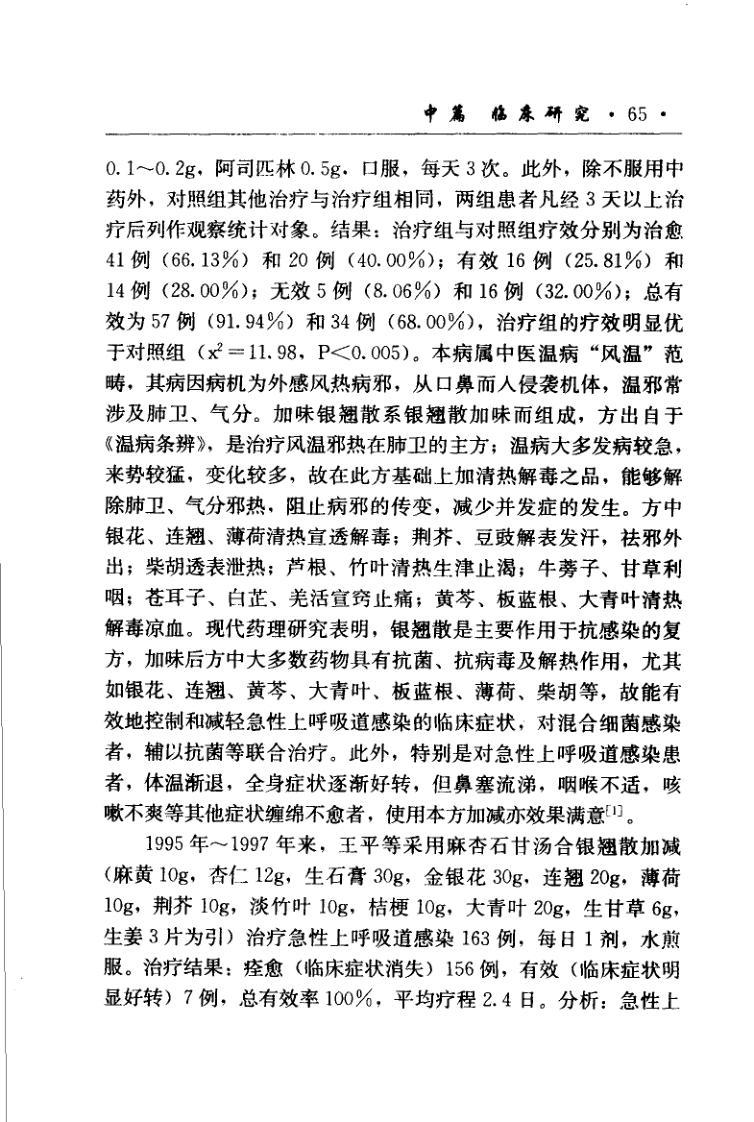 中篇 临床研究 · 65 ·
0.1～0.2g，阿司匹林 0.5g，口服，每天 3 次。此外，除不服用中
药外，对照组其他治疗与治疗组相同，两组患者凡经 3 天以上治
疗后列作观察统计对象。结果：治疗组与对照组疗效分别为治愈
41 例（66.13%）和 20 例（40.00%）；有效 16 例（25.81%）和
14 例（28.00%）；无效 5 例（8.06%）和 16 例（32.00%）；总有
效为 57 例（91.94%）和 34 例（68.00%），治疗组的疗效明显优
于对照组（x²＝11.98，P＜0.005）。本病属中医温病“风温”范
畴，其病因病机为外感风热病邪，从口鼻而人侵袭机体，温邪常
涉及肺卫、气分。加味银翘散系银翘散加味而组成，方出自于
《温病条辨》，是治疗风温邪热在肺卫的主方；温病大多发病较急，
来势较猛，变化较多，故在此方基础上加清热解毒之品，能够解
除肺卫、气分邪热，阻止病邪的传变，减少并发症的发生。方中
银花、连翘、薄荷清热宣透解毒；荆芥、豆豉解表发汗，祛邪外
出；柴胡透表泄热；芦根、竹叶清热生津止渴；牛蒡子、甘草利
咽；苍耳子、白芷、羌活宣窍止痛；黄芩、板蓝根、大青叶清热
解毒凉血。现代药理研究表明，银翘散是主要作用于抗感染的复
方，加味后方中大多数药物具有抗菌、抗病毒及解热作用，尤其
如银花、连翘、黄芩、大青叶、板蓝根、薄荷、柴胡等，故能有
效地控制和减轻急性上呼吸道感染的临床症状，对混合细菌感染
者，辅以抗菌等联合治疗。此外，特别是对急性上呼吸道感染患
者，体温渐退，全身症状逐渐好转，但鼻塞流涕，咽喉不适，咳
嗽不爽等其他症状缠绵不愈者，使用本方加减亦效果满意[1]。
1995 年～1997 年来，王平等采用麻杏石甘汤合银翘散加减
（麻黄 10g，杏仁 12g，生石膏 30g，金银花 30g，连翘 20g，薄荷
10g，荆芥 10g，淡竹叶 10g，桔梗 10g，大青叶 20g，生甘草 6g，
生姜 3 片为引）治疗急性上呼吸道感染 163 例，每日 1 剂，水煎
服。治疗结果：痊愈（临床症状消失）156 例，有效（临床症状明
显好转）7 例，总有效率 100%，平均疗程 2.4 日。分析：急性上